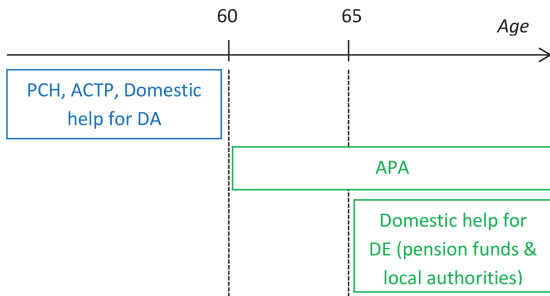 60
65
Age
PCH, ACTP, Domestic
help for DA
APA
Domestic help for
DE (pension funds &
local authorities)